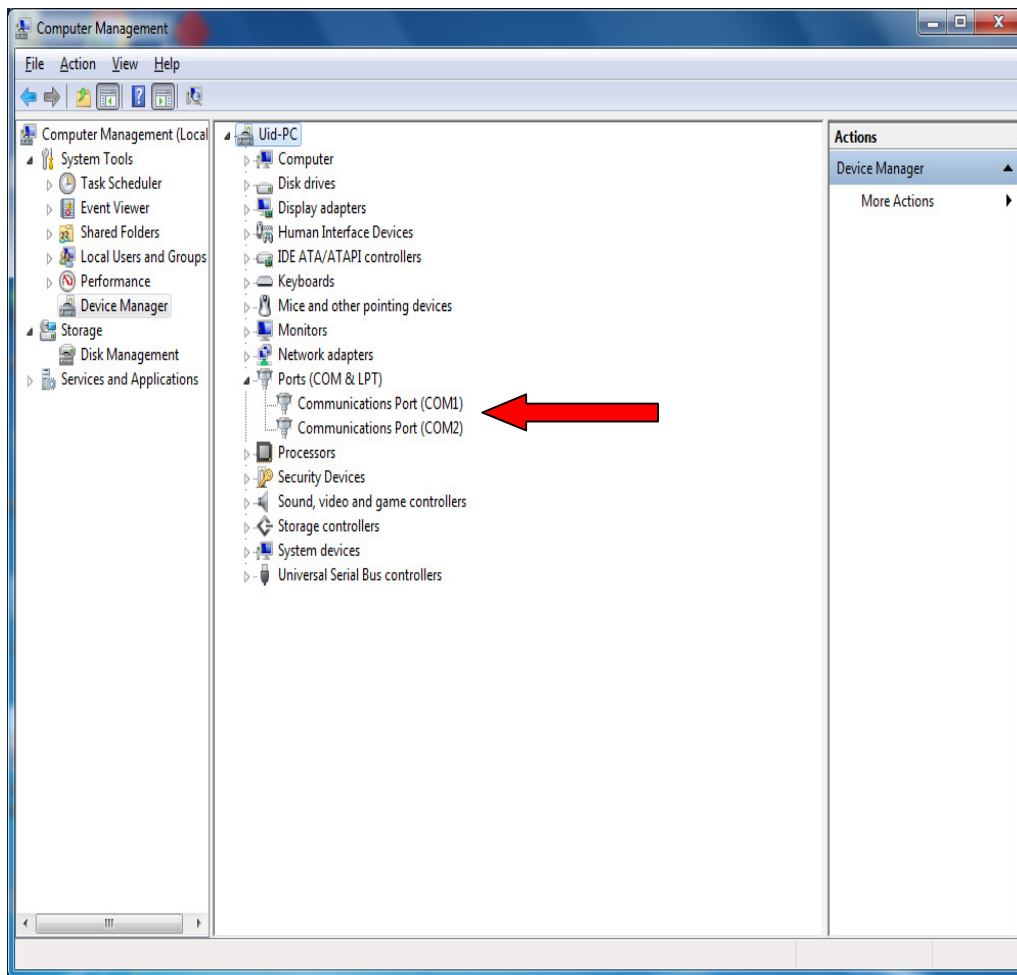 Computer Management
File Action View Help
Computer Management (Local
System Tools
Task Scheduler
Event Viewer
Shared Folders
Local Users and Groups
Performance
Device Manager
Storage
Disk Management
Services and Applications
Uid-PC
Computer
Disk drives
Display adapters
Human Interface Devices
IDE ATA/ATAPI controllers
Keyboards
Mice and other pointing devices
Monitors
Network adapters
Ports (COM & LPT)
Communications Port (COM1)
Communications Port (COM2)
Processors
Security Devices
Sound, video and game controllers
Storage controllers
System devices
Universal Serial Bus controllers
Actions
Device Manager
More Actions